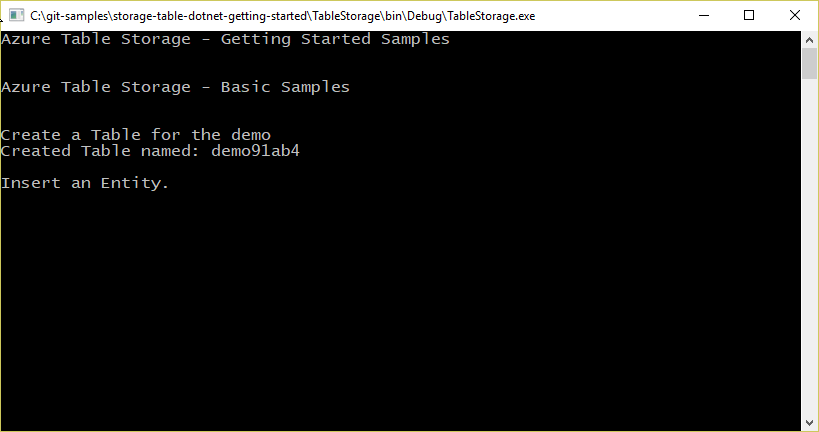 C:\git-samples\storage-table-dotnet-getting-started\TableStorage\bin\Debug\TableStorage.exe
Azure Table Storage - Getting Started Samples
Azure Table Storage - Basic Samples
Create a Table for the demo
Created Table named: demo91ab4
Insert an Entity.